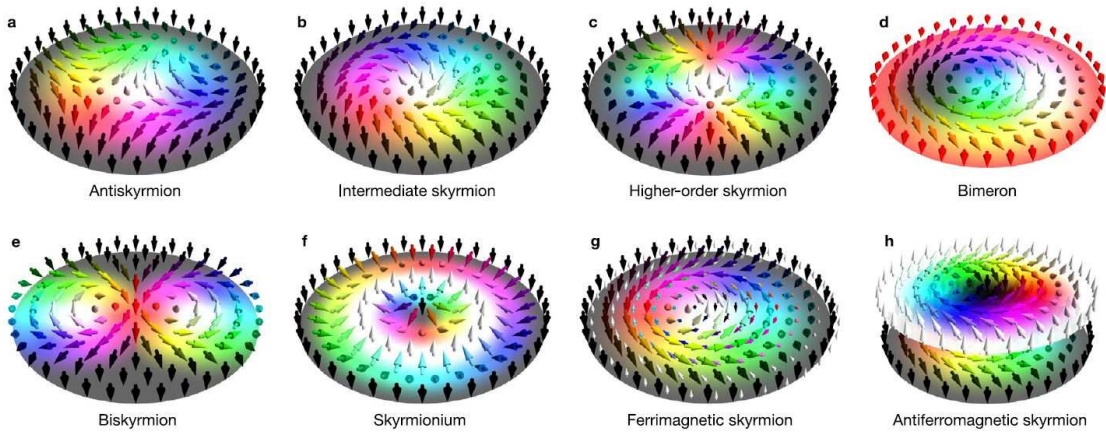 a b c d
Antiskyrmion Intermediate skyrmion Higher-order skyrmion Bimeron
e f g h
Biskyrmion Skyrmionium Ferrimagnetic skyrmion Antiferromagnetic skyrmion